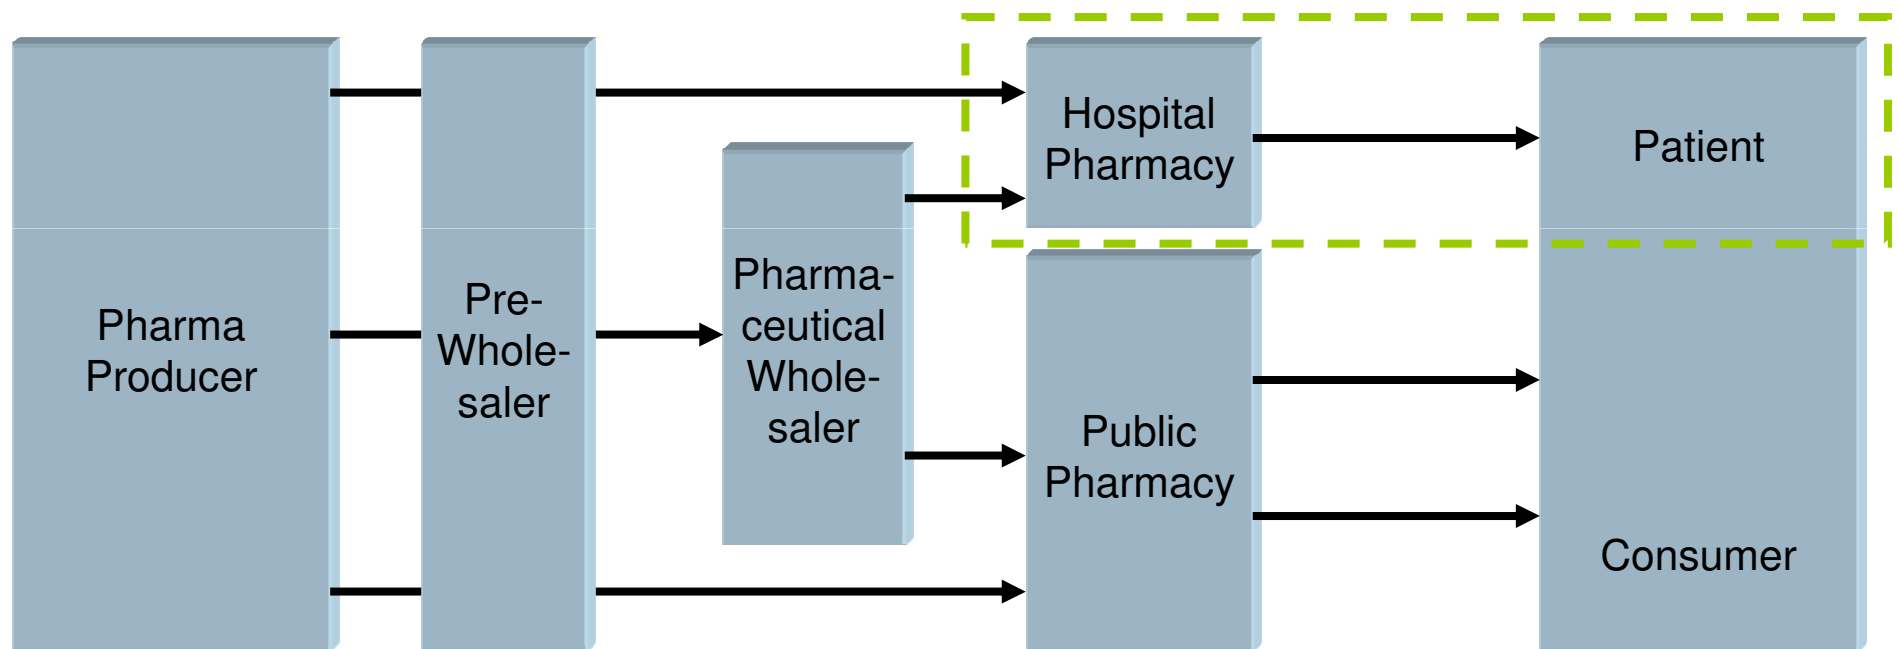 Pharma
Producer
Pre-
Whole-
saler
Pharma-
ceutical
Whole-
saler
Hospital
Pharmacy
Public
Pharmacy
Patient
Consumer